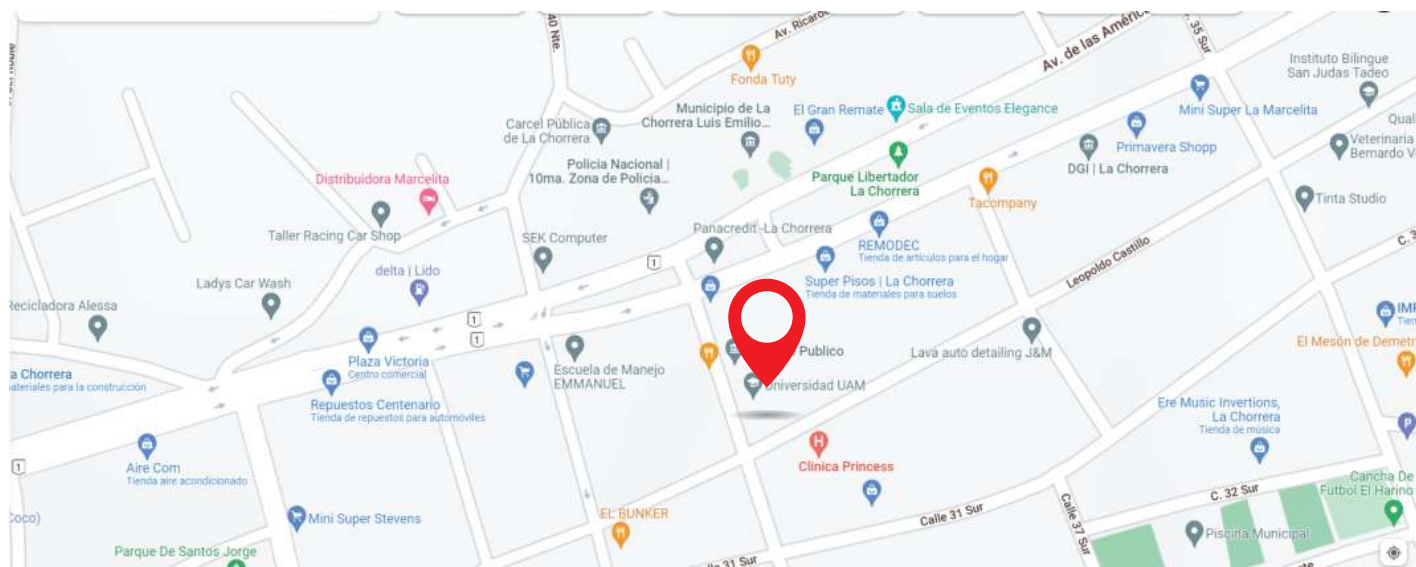 Av. Ricardo
40 Nte.
Av. de las Améric
C. 35 Sur
Fonda Tuty
Instituto Bilingue
San Judas Tadeo
Municipio de La
Chorrera Luis Emilio...
El Gran Remate
Sala de Eventos Elegance
Mini Super La Marcelita
Carcel Pública
de La Chorrera
Primavera Shopp
Veterinaria
Bernardo
Policia Nacional |
10ma. Zona de Policia...
DGI | La Chorrera
Parque Libertador
La Chorrera
Distribuidora Marcelita
Tacompany
Tinta Studio
Taller Racing Car Shop
SEK Computer
Panacredit -La Chorrera
REMODEC
Tienda de artículos para el hogar
Leopoldo Castillo
1
delta | Lido
Ladys Car Wash
Super Pisos | La Chorrera
Tienda de materiales para suelos
Recicladora Alessa
1
1
Plaza Victoria
Centro comercial
Publico
Lava auto detailing J&M
El Mesón de Demetr
Escuela de Manejo
EMMANUEL
a Chorrera
ateriales para la construcción
Universidad UAM
Repuestos Centenario
Tienda de repuestos para automóviles
Ere Music Invertions,
La Chorrera
Tienda de música
P
1
Aire Com
Tienda aire acondicionado
H
Clinica Princess
Cancha De
Futbol El Harino
C. 32 Sur
EL BUNKER
Calle 31 Sur
Calle 37 Sur
Coco)
Mini Super Stevens
Piscina Municipal
Parque De Santos Jorge
31 Sur